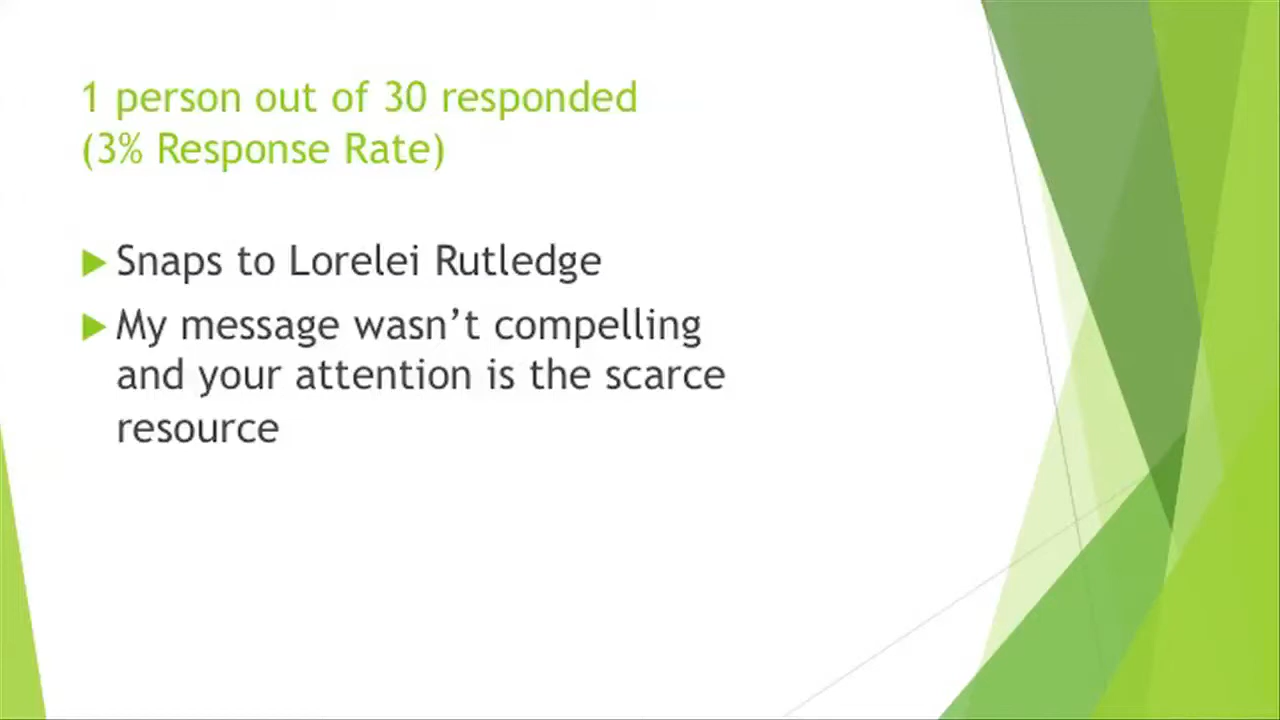 1 person out of 30 responded
(3% Response Rate)
Snaps to Lorelei Rutledge
My message wasn’t compelling
and your attention is the scarce
resource